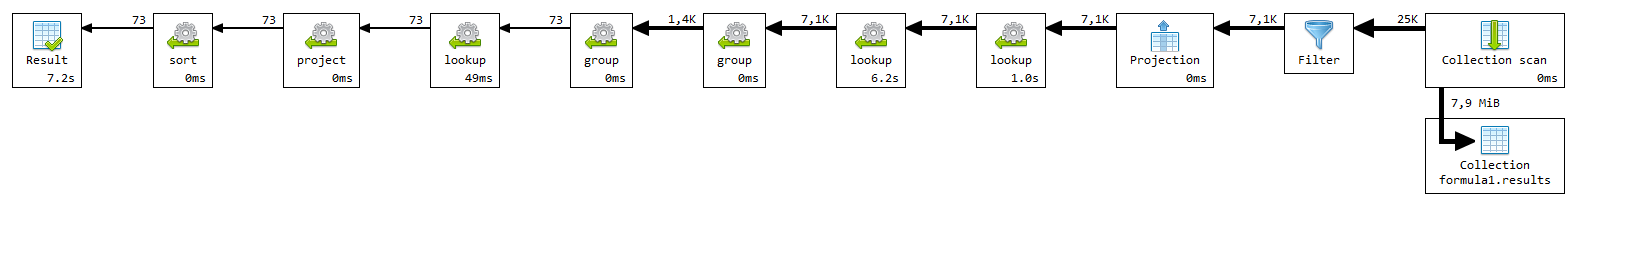 73
73
73
73
1,4K
7,1K
7,1K
7,1K
7,1K
25K
Result
7.2s
sort
0ms
project
0ms
lookup
49ms
group
0ms
group
0ms
lookup
6.2s
lookup
1.0s
Projection
0ms
Filter
Collection scan
0ms
7,9 MiB
Collection
formula1.results